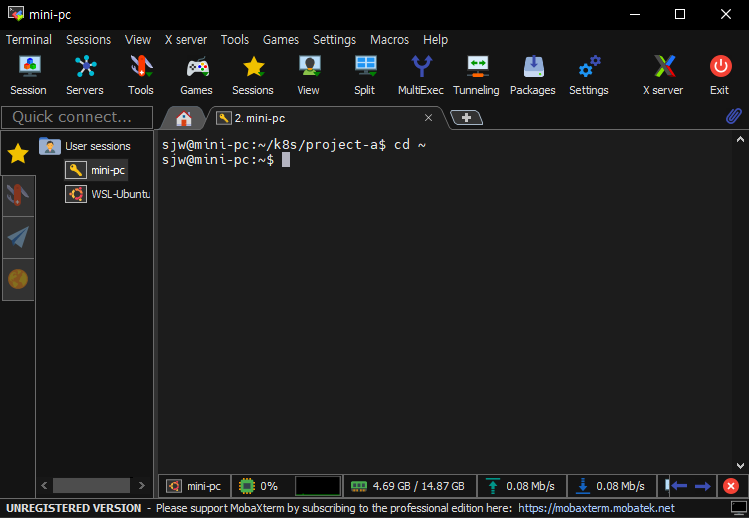 mini-pc
Terminal Sessions View X server Tools Games Settings Macros Help
Session Servers Tools Games Sessions View Split MultiExec Tunneling Packages Settings X server Exit
Quick connect...
2. mini-pc
User sessions
mini-pc
WSL-Ubuntu
sjw@mini-pc:~/k8s/project-a$ cd ~
sjw@mini-pc:~$
mini-pc 0% 4.69 GB / 14.87 GB 0.08 Mb/s 0.08 Mb/s
UNREGISTERED VERSION - Please support MobaXterm by subscribing to the professional edition here: https://mobaxterm.mobatek.net